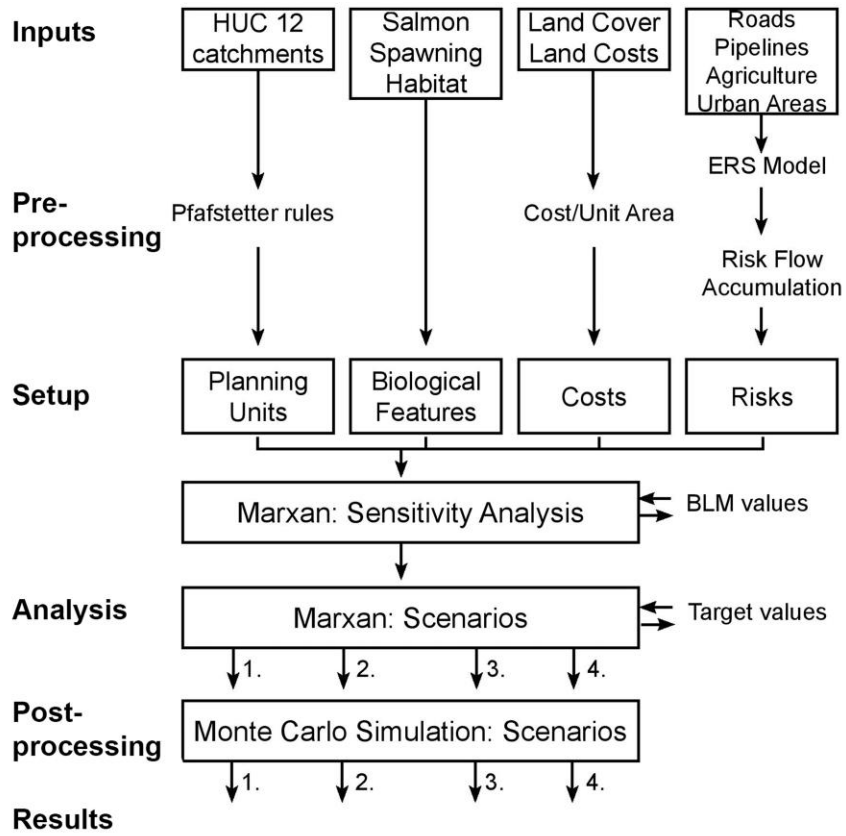 Inputs
HUC 12
catchments
Salmon
Spawning
Habitat
Land Cover
Land Costs
Roads
Pipelines
Agriculture
Urban Areas
Pre-
processing
Pfafstetter rules
Cost/Unit Area
ERS Model
Risk Flow
Accumulation
Setup
Planning
Units
Biological
Features
Costs
Risks
Marxan: Sensitivity Analysis
BLM values
Analysis
Marxan: Scenarios
Target values
1. 2. 3. 4.
Post-
processing
Monte Carlo Simulation: Scenarios
1. 2. 3. 4.
Results